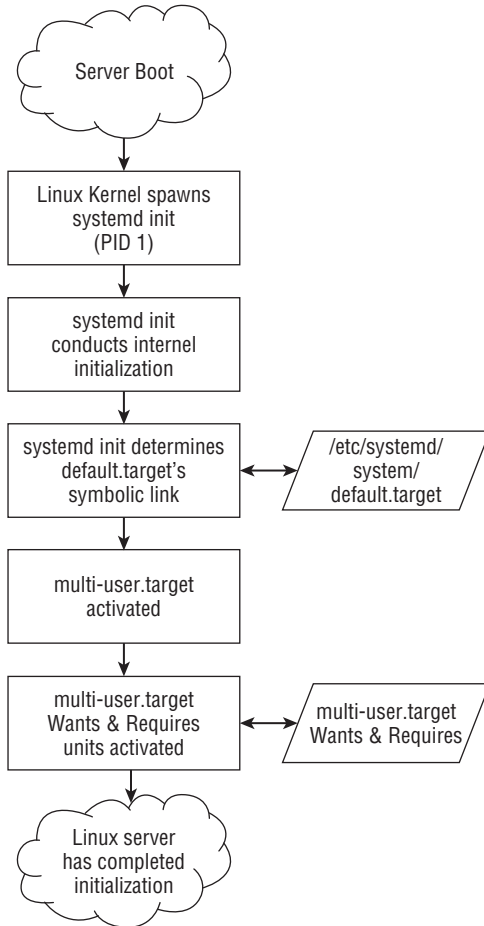 Server Boot
Linux Kernel spawns
systemd init
(PID 1)
systemd init
conducts internel
initialization
systemd init determines
default.target's
symbolic link
/etc/systemd/
system/
default.target
multi-user.target
activated
multi-user.target
Wants & Requires
units activated
multi-user.target
Wants & Requires
Linux server
has completed
initialization